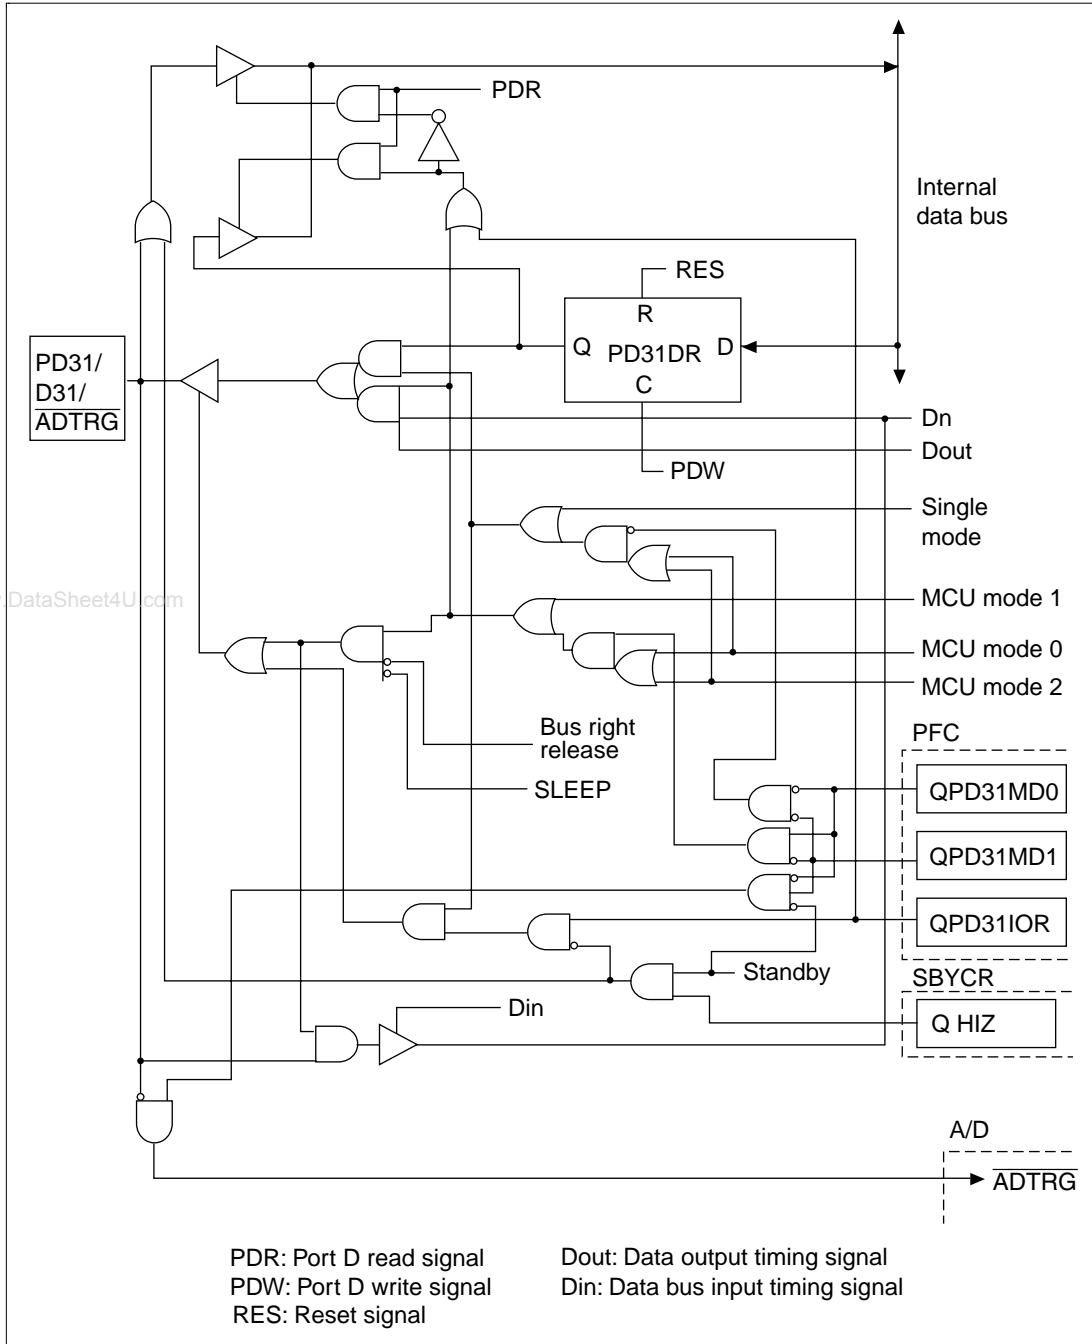 PDR
Internal
data bus
RES
R
Q PD31DR D
C
PD31/
D31/
ADTRG
Dn
Dout
PDW
Single
mode
.DataSheet4U.com
MCU mode 1
MCU mode 0
MCU mode 2
Bus right
release
PFC
SLEEP
QPD31MD0
QPD31MD1
QPD31IOR
Standby
SBYCR
Din
Q HIZ
A/D
ADTRG
PDR: Port D read signal
PDW: Port D write signal
RES: Reset signal
Dout: Data output timing signal
Din: Data bus input timing signal